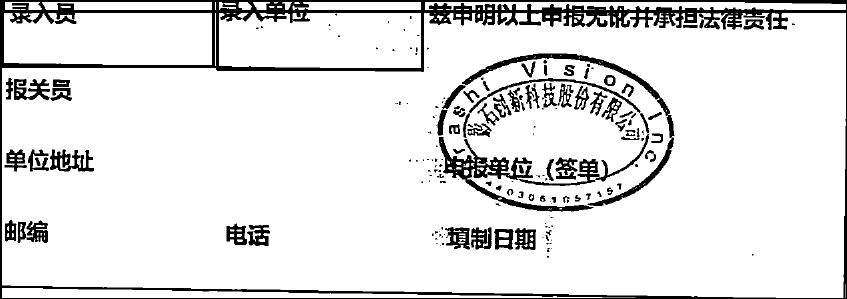 录入员 录入单位 兹申明以上申报无讹并承担法律责任
报关员
Arashi Vision Inc.
影石创新科技股份有限公司
单位地址 申报单位（签单）
4403061057157
邮编 电话 填制日期